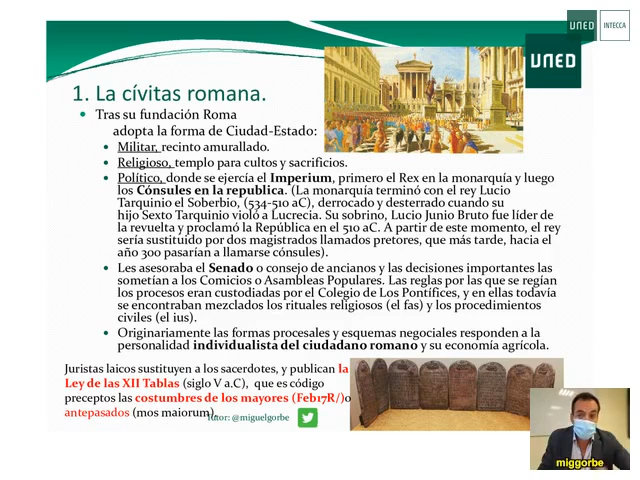 UNED
INTECCA
UNED
1. La cívitas romana.
Tras su fundación Roma
adopta la forma de Ciudad-Estado:
Militar, recinto amurallado.
Religioso, templo para cultos y sacrificios.
Político, donde se ejercía el Imperium, primero el Rex en la monarquía y luego
los Cónsules en la republica. (La monarquía terminó con el rey Lucio
Tarquinio el Soberbio, (534-510 aC), derrocado y desterrado cuando su
hijo Sexto Tarquinio violó a Lucrecia. Su sobrino, Lucio Junio Bruto fue líder de
la revuelta y proclamó la República en el 510 aC. A partir de este momento, el rey
sería sustituido por dos magistrados llamados pretores, que más tarde, hacia el
año 300 pasarían a llamarse cónsules).
Les asesoraba el Senado o consejo de ancianos y las decisiones importantes las
sometían a los Comicios o Asambleas Populares. Las reglas por las que se regían
los procesos eran custodiadas por el Colegio de Los Pontífices, y en ellas todavía
se encontraban mezclados los rituales religiosos (el fas) y los procedimientos
civiles (el ius).
Originariamente las formas procesales y esquemas negociales responden a la
personalidad individualista del ciudadano romano y su economía agrícola.
Juristas laicos sustituyen a los sacerdotes, y publican la
Ley de las XII Tablas (siglo V a.C), que es código
preceptos las costumbres de los mayores (Feb17R/)o
antepasados (mos maiorum).
Tutor: @miguelgorbe
miggorbe